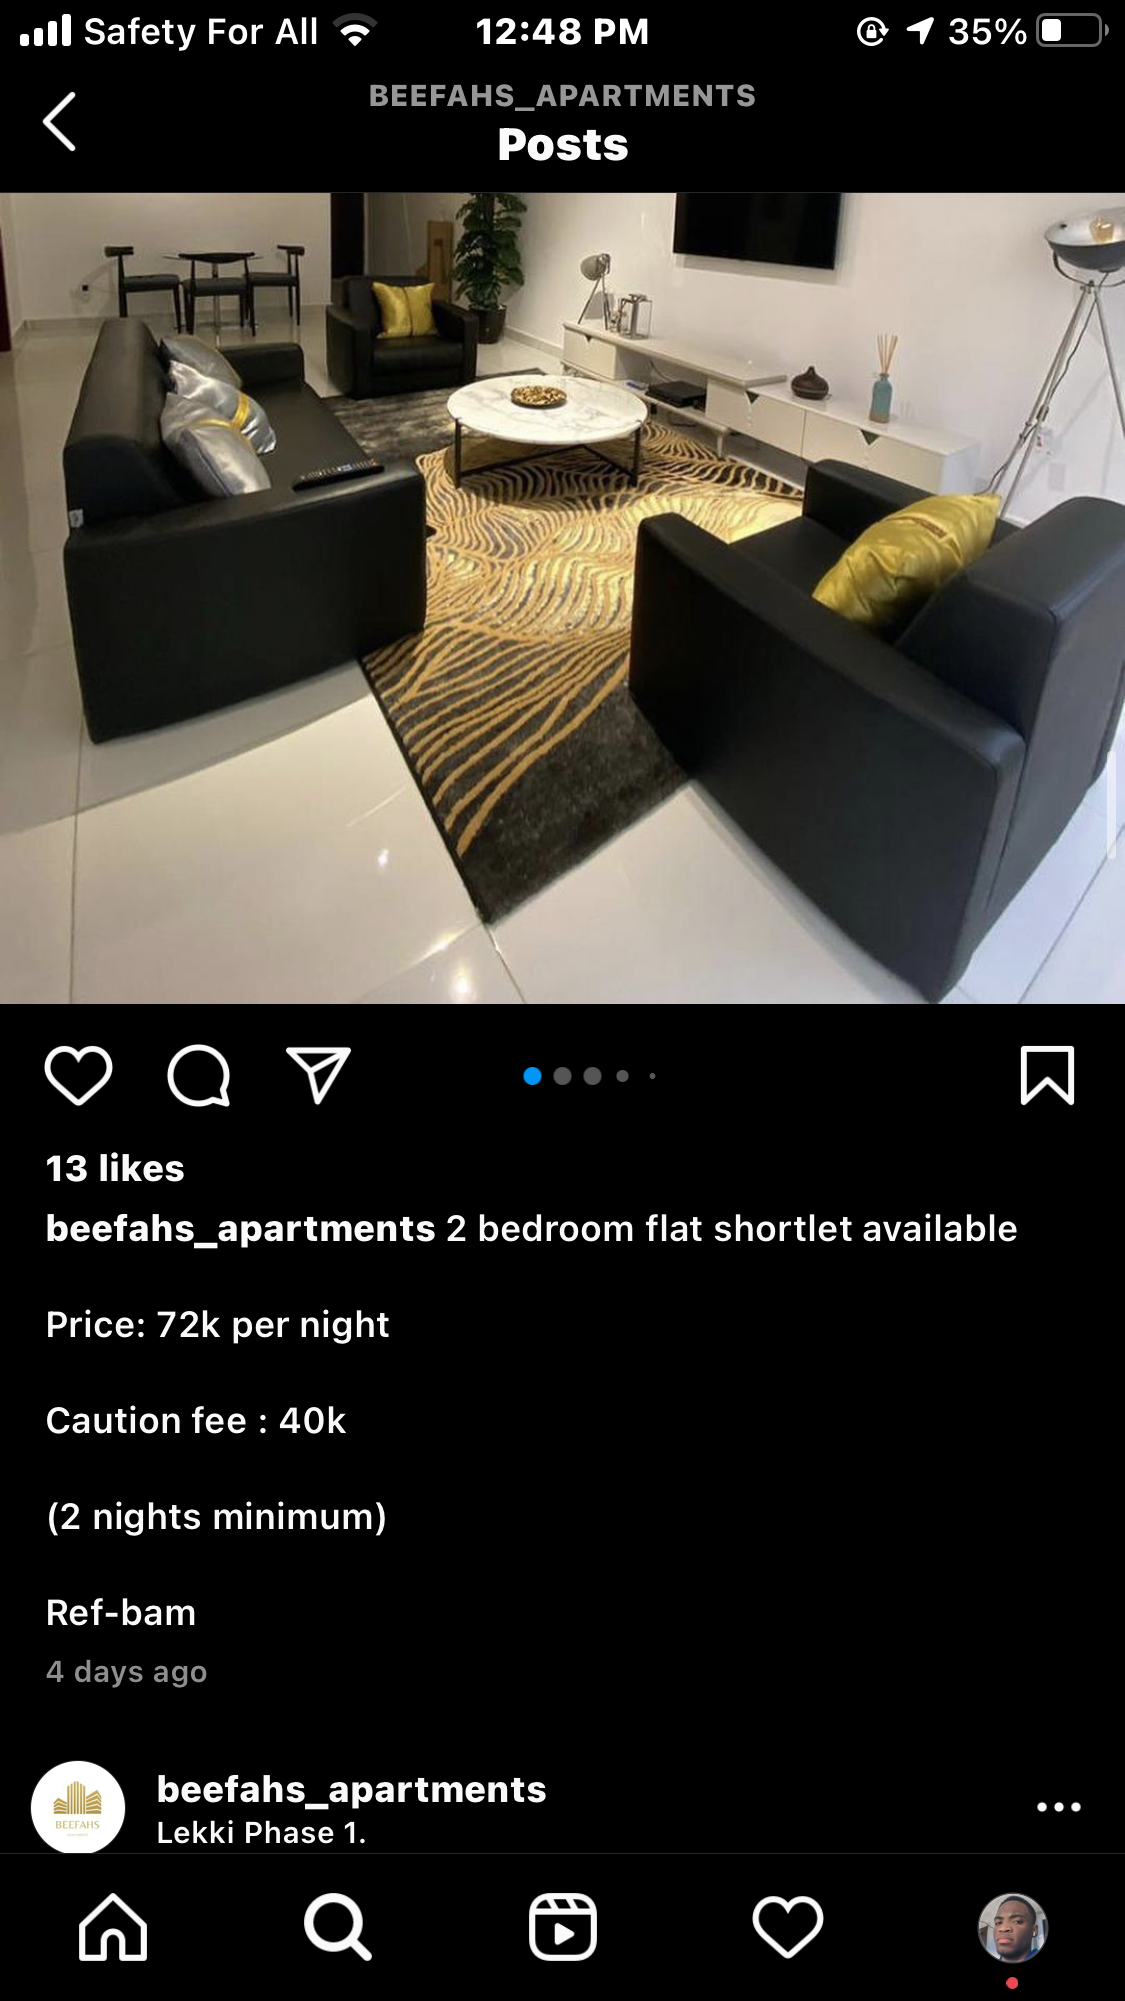 Safety For All 12:48 PM 35%
BEEFAHS_APARTMENTS
Posts
13 likes
beefahs_apartments 2 bedroom flat shortlet available
Price: 72k per night
Caution fee : 40k
(2 nights minimum)
Ref-bam
4 days ago
BEEFAHS
beefahs_apartments
Lekki Phase 1.